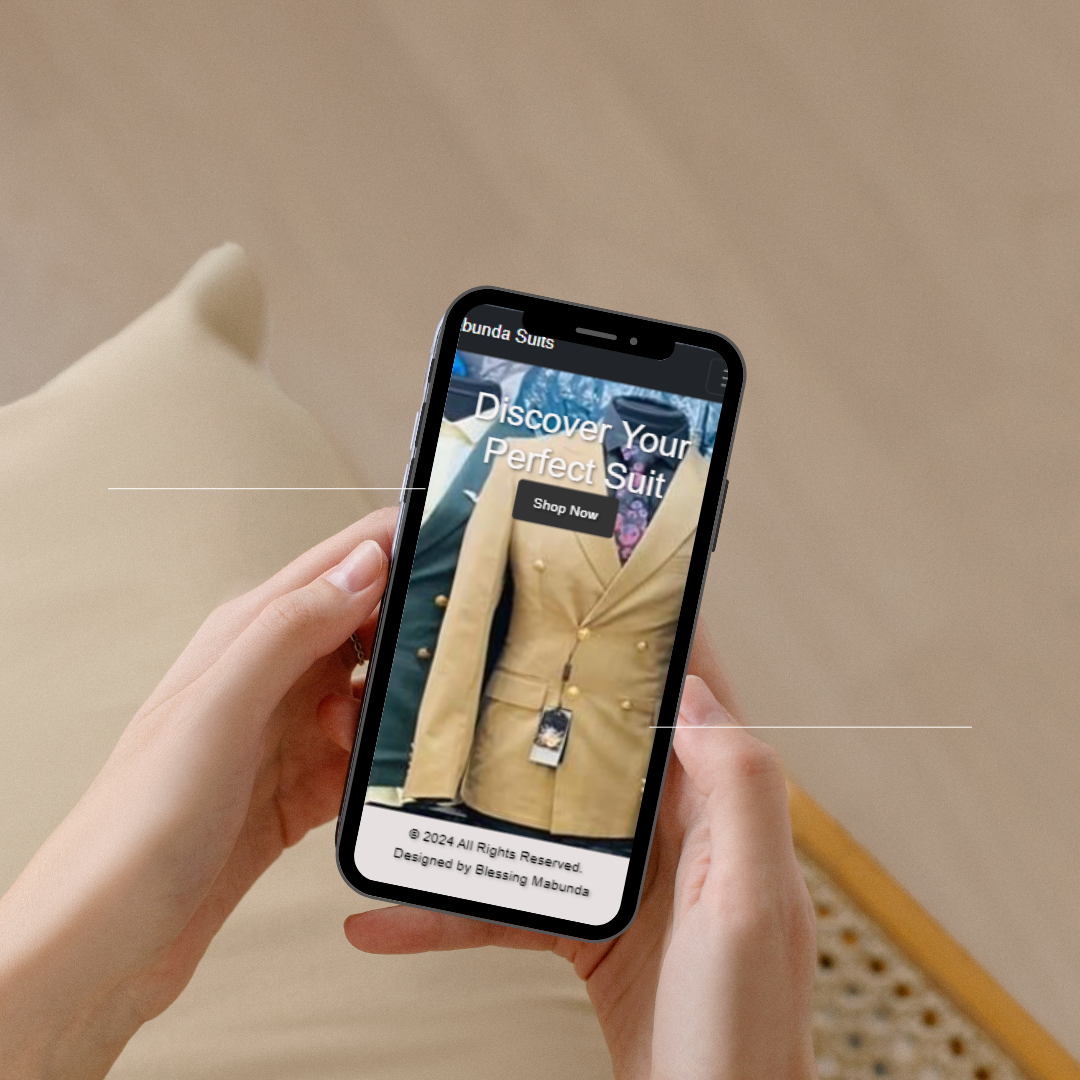 bunda Suits
Discover Your
Perfect Suit
Shop Now
© 2024 All Rights Reserved.
Designed by Blessing Mabunda